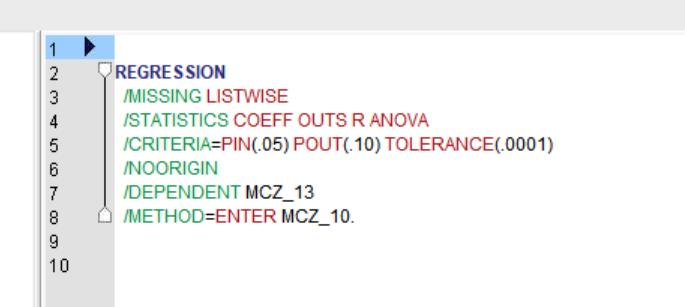 1
2 REGRESSION
3 /MISSING LISTWISE
4 /STATISTICS COEFF OUTS R ANOVA
5 /CRITERIA=PIN(.05) POUT(.10) TOLERANCE(.0001)
6 /NOORIGIN
7 /DEPENDENT MCZ_13
8 /METHOD=ENTER MCZ_10.
9
10